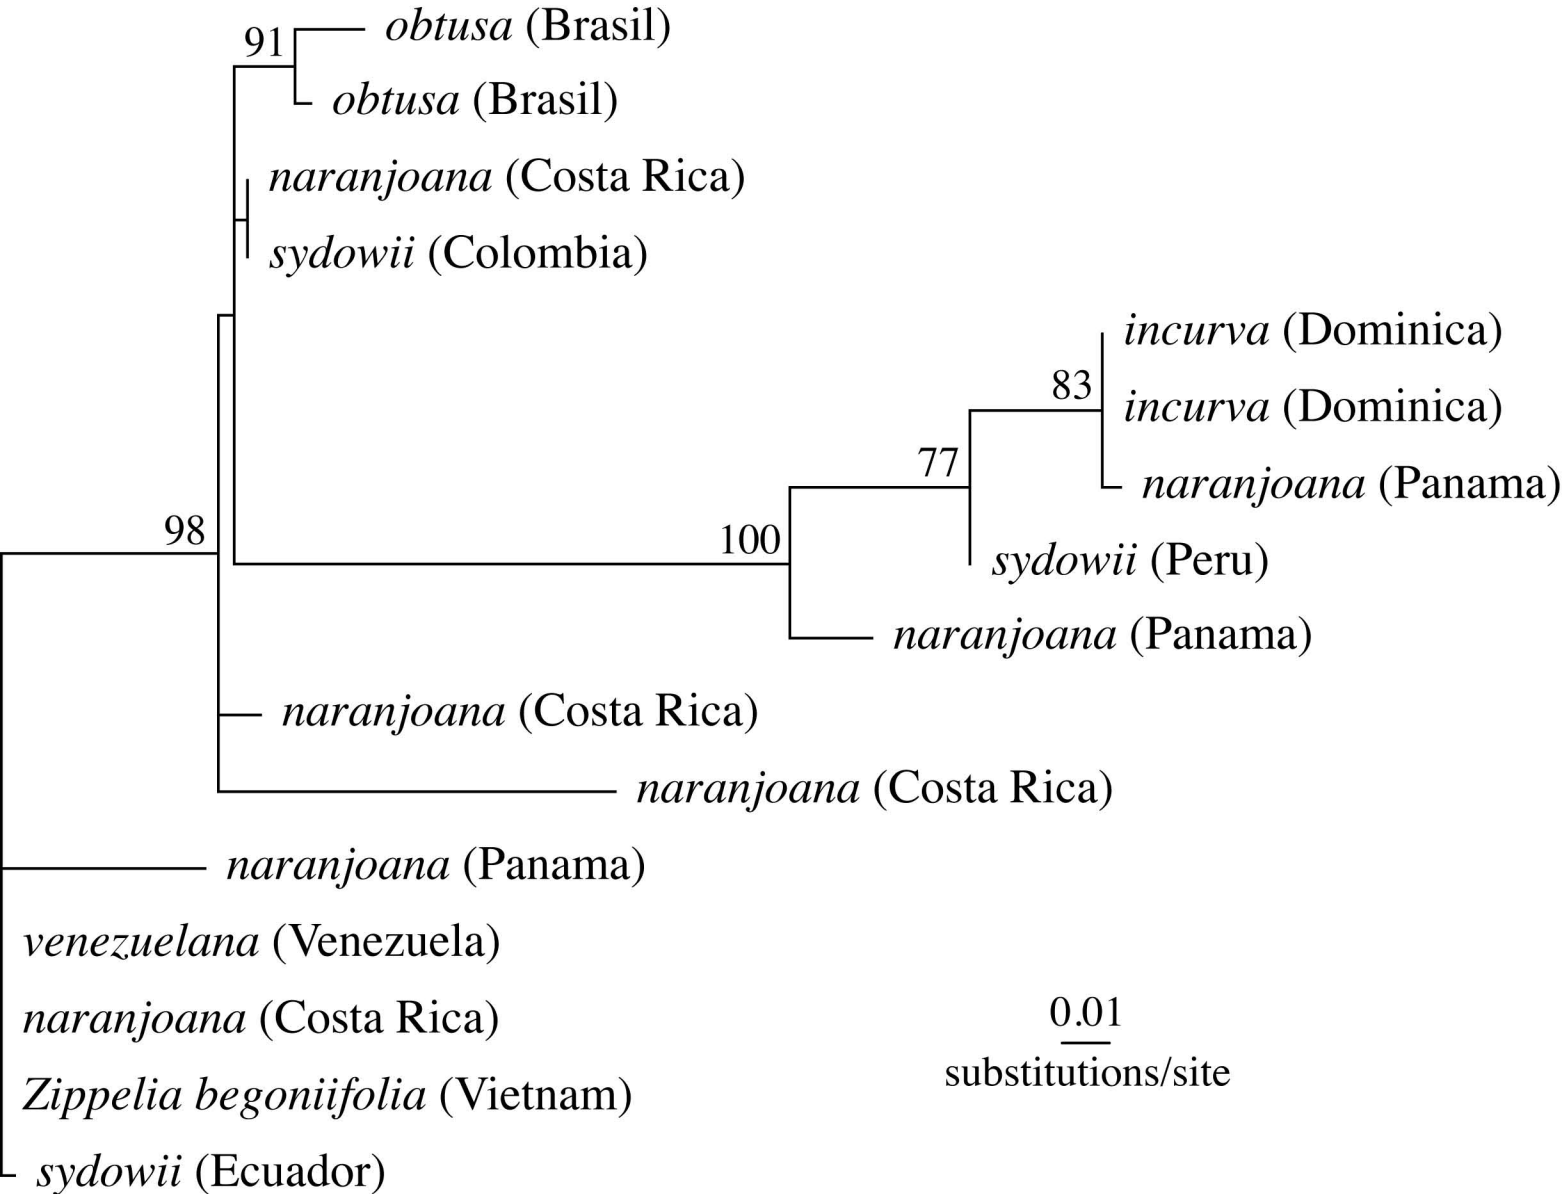 obtusa (Brasil)
91
obtusa (Brasil)
naranjoana (Costa Rica)
sydowii (Colombia)
incurva (Dominica)
83
incurva (Dominica)
77
naranjoana (Panama)
98
100
sydowii (Peru)
naranjoana (Panama)
naranjoana (Costa Rica)
naranjoana (Costa Rica)
naranjoana (Panama)
venezuelana (Venezuela)
naranjoana (Costa Rica)
0.01
substitutions/site
Zippelia begoniifolia (Vietnam)
sydowii (Ecuador)